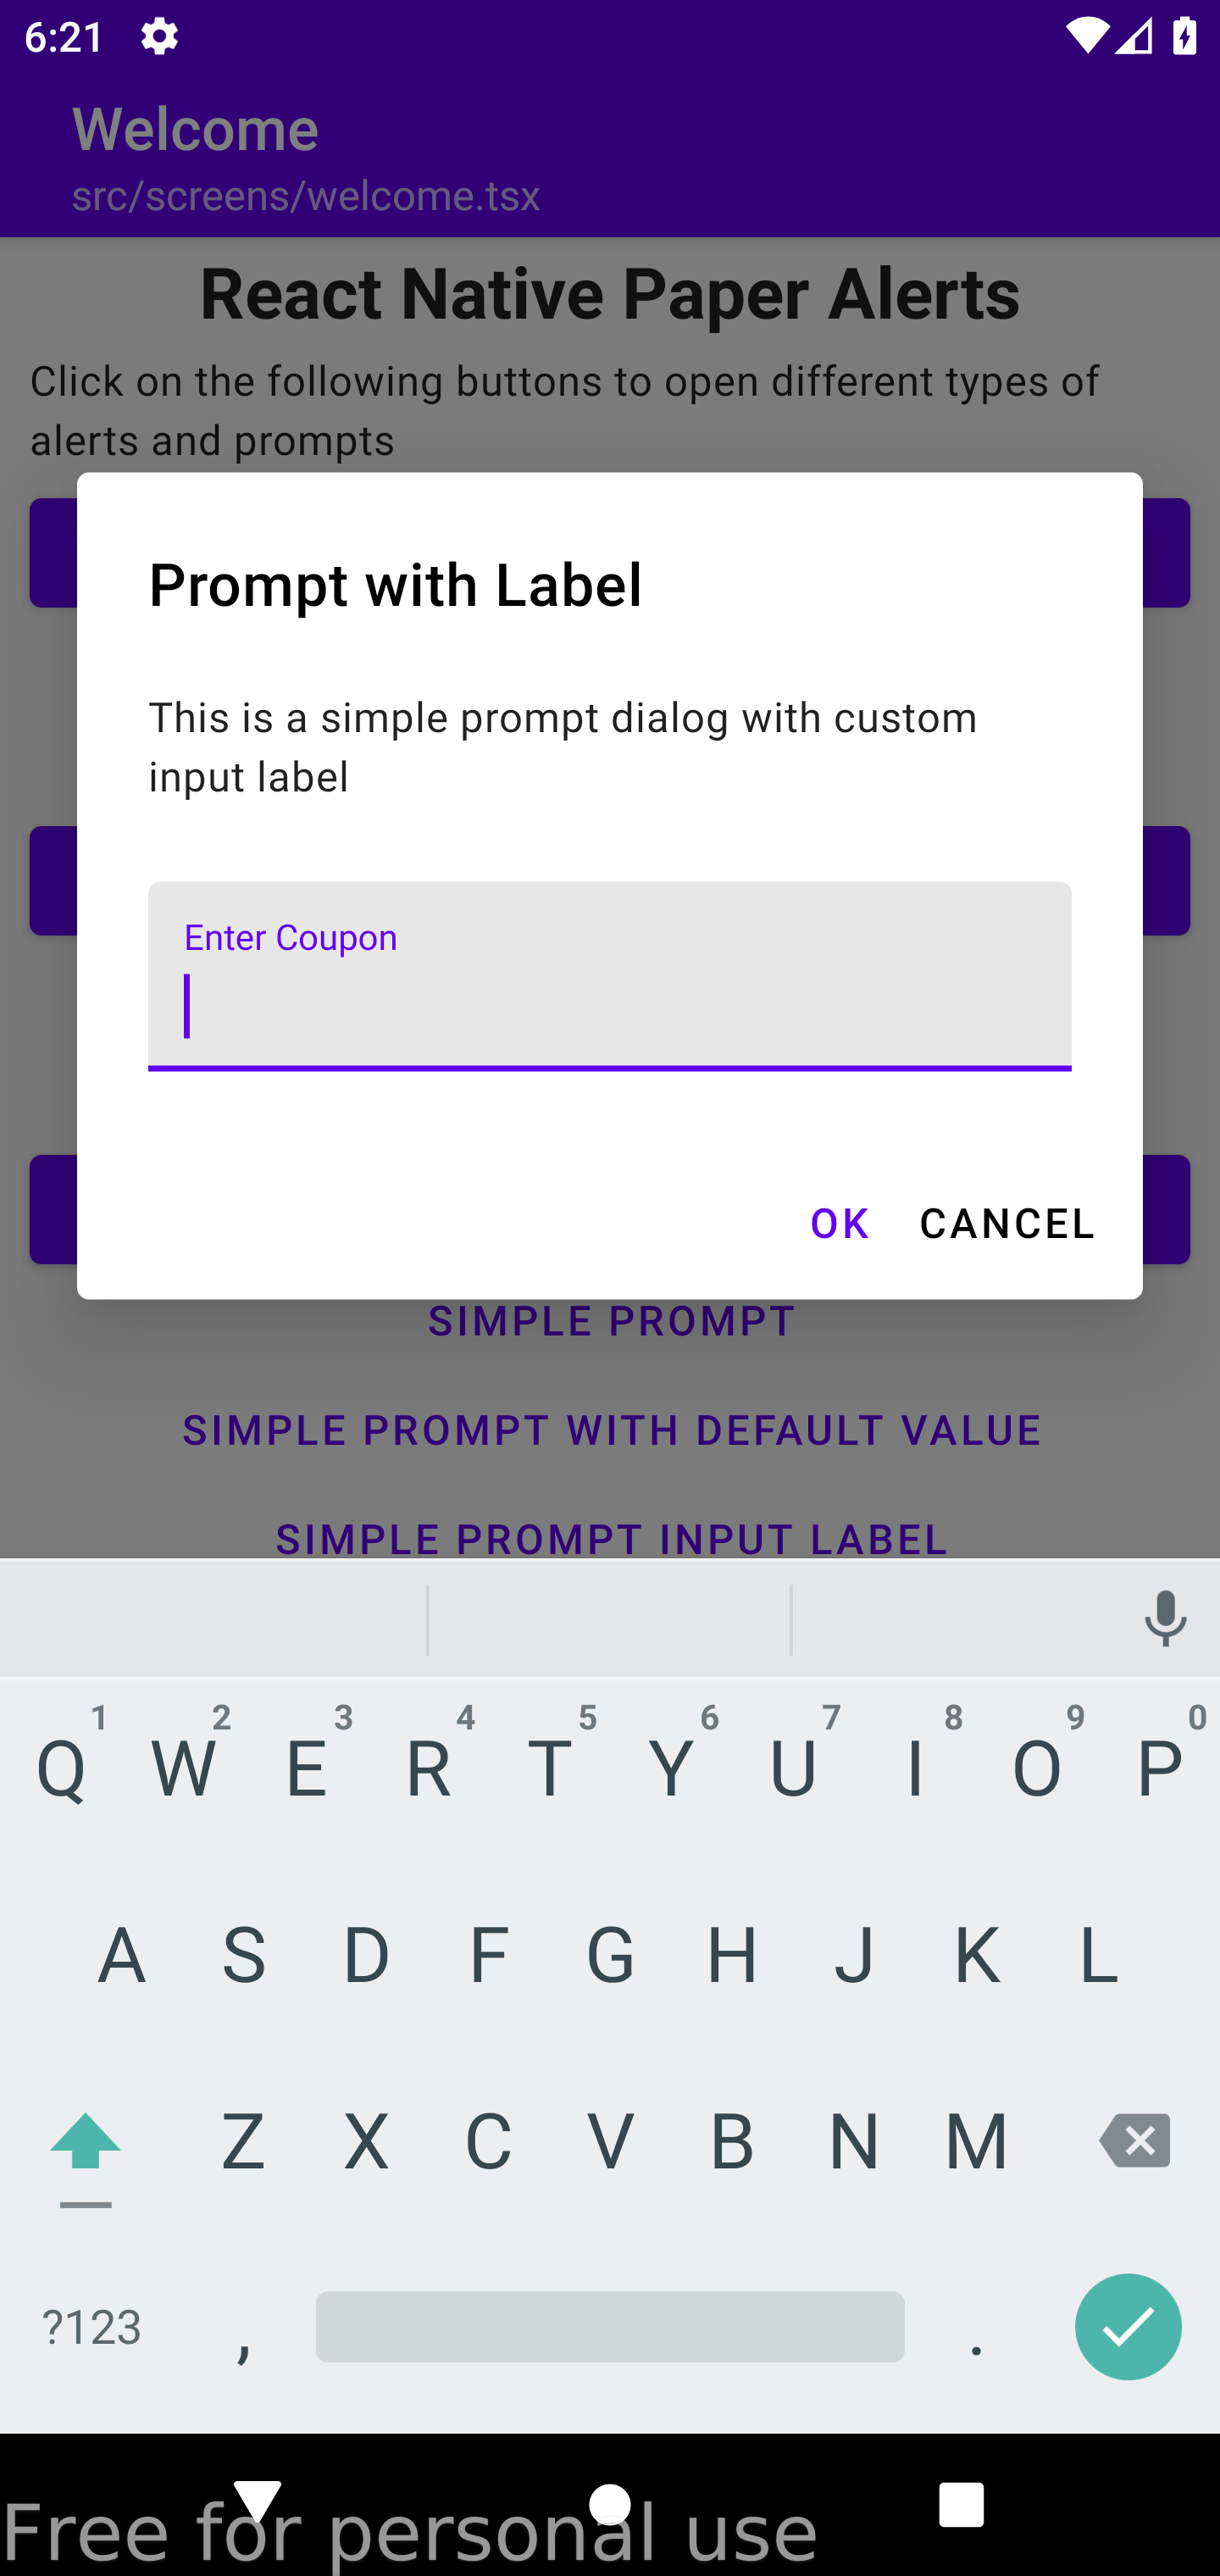 6:21
Welcome
src/screens/welcome.tsx
React Native Paper Alerts
Click on the following buttons to open different types of
alerts and prompts
Prompt with Label
This is a simple prompt dialog with custom
input label
Enter Coupon
OK CANCEL
SIMPLE PROMPT
SIMPLE PROMPT WITH DEFAULT VALUE
SIMPLE PROMPT INPUT LABEL
1 2 3 4 5 6 7 8 9 0
Q W E R T Y U I O P
A S D F G H J K L
Z X C V B N M
?123 , .
Free for personal use